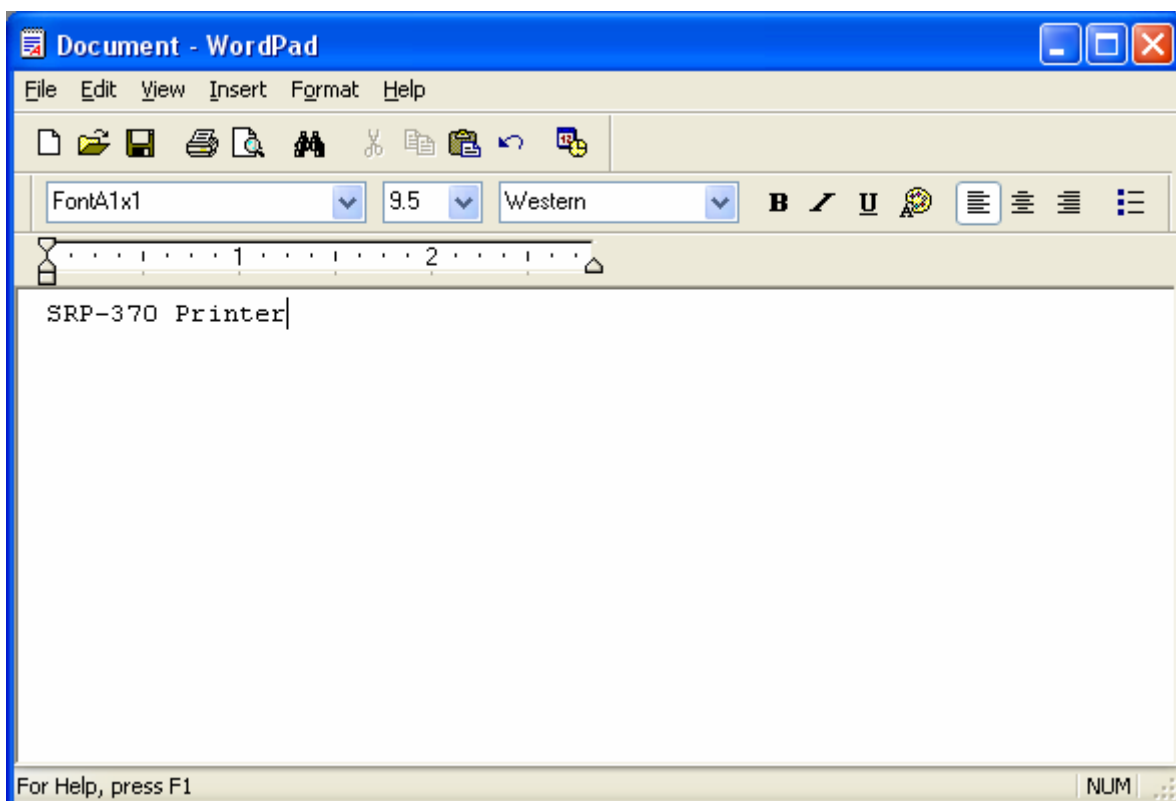 Document - WordPad
File Edit View Insert Format Help
FontA1x1 9.5 Western B / U
1 2
SRP-370 Printer
For Help, press F1 NUM